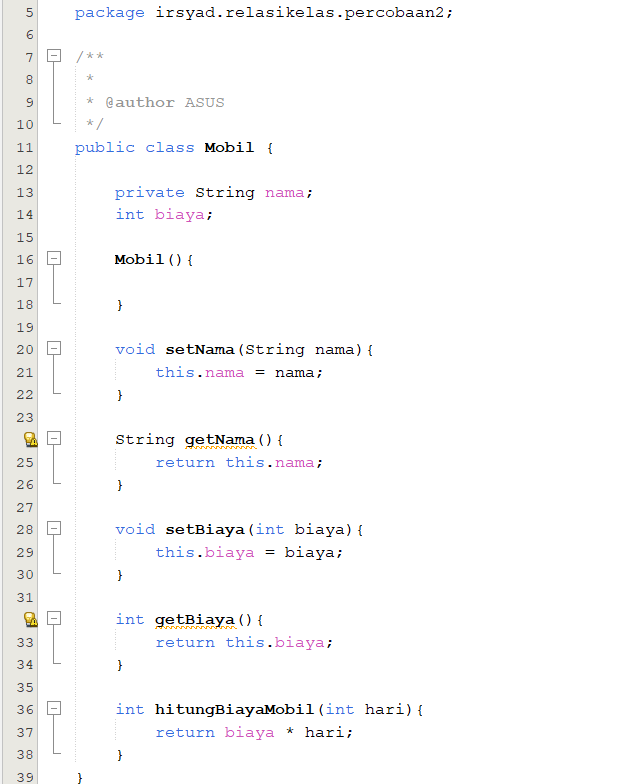 5 package irsyad.relasikelas.percobaan2;
6
7 /**
8  *
9  * @author ASUS
10  */
11 public class Mobil {
12
13     private String nama;
14     int biaya;
15
16     Mobil(){
17
18     }
19
20     void setNama(String nama){
21         this.nama = nama;
22     }
23
    String getNama(){
25         return this.nama;
26     }
27
28     void setBiaya(int biaya){
29         this.biaya = biaya;
30     }
31
    int getBiaya(){
33         return this.biaya;
34     }
35
36     int hitungBiayaMobil(int hari){
37         return biaya * hari;
38     }
39 }